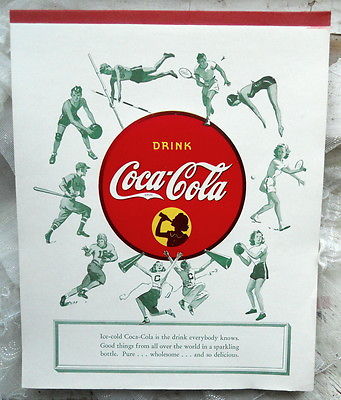 DRINK
Coca-Cola
C C
Ice-cold Coca-Cola is the drink everybody knows.
Good things from all over the world in a sparkling
bottle. Pure . . . wholesome . . . and so delicious.